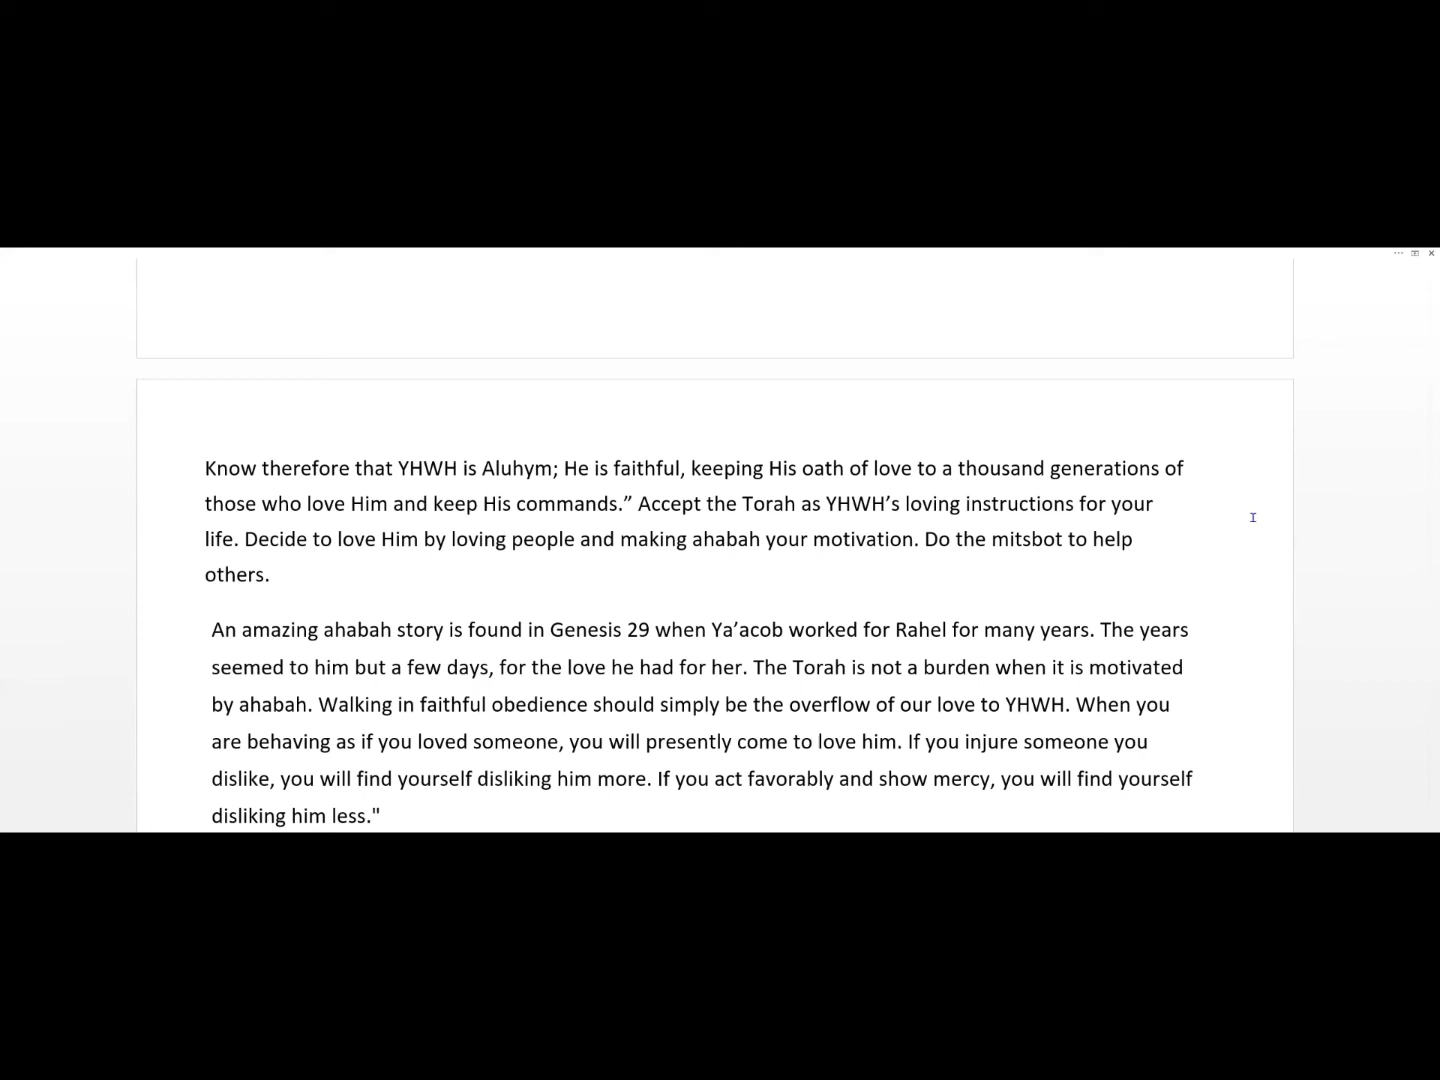 Know therefore that YHWH is Aluhym; He is faithful, keeping His oath of love to a thousand generations of
those who love Him and keep His commands.” Accept the Torah as YHWH’s loving instructions for your
life. Decide to love Him by loving people and making ahabah your motivation. Do the mitsbot to help
others.
An amazing ahabah story is found in Genesis 29 when Ya’acob worked for Rahel for many years. The years
seemed to him but a few days, for the love he had for her. The Torah is not a burden when it is motivated
by ahabah. Walking in faithful obedience should simply be the overflow of our love to YHWH. When you
are behaving as if you loved someone, you will presently come to love him. If you injure someone you
dislike, you will find yourself disliking him more. If you act favorably and show mercy, you will find yourself
disliking him less."